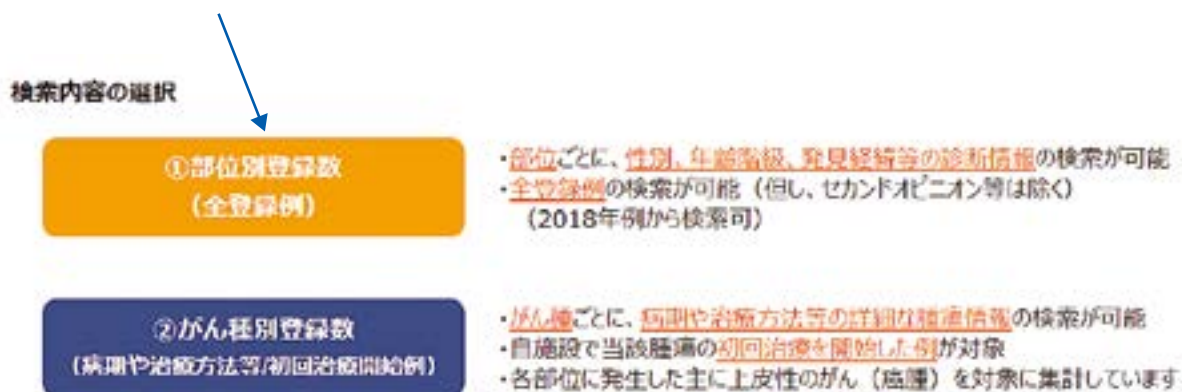 検索内容の選択
①部位別登録数
(全登録例)
・部位ごとに、性別、年齢階級、発見経緯等の診断情報の検索が可能
・全登録例の検索が可能（但し、セカンドオピニオン等は除く）
（2018年例から検索可）
②がん種別登録数
(病期や治療方法等/初回治療開始例)
・がん種ごとに、病期や治療方法等の詳細な腫瘍情報の検索が可能
・自施設で当該腫瘍の初回治療を開始した例が対象
・各部位に発生した主に上皮性のがん（癌腫）を対象に集計しています